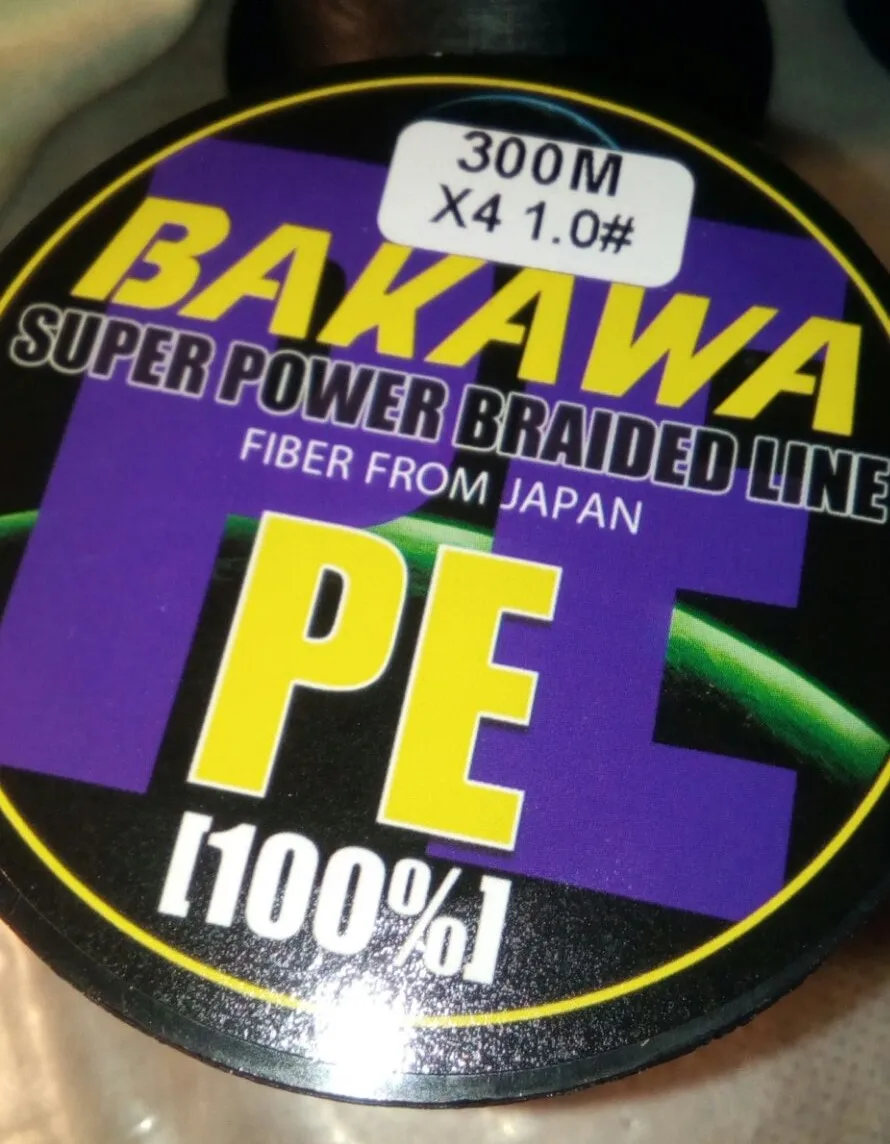 300M
X4 1.0#
BAKAWA
SUPER POWER BRAIDED LINE
FIBER FROM JAPAN
PE
[100%]